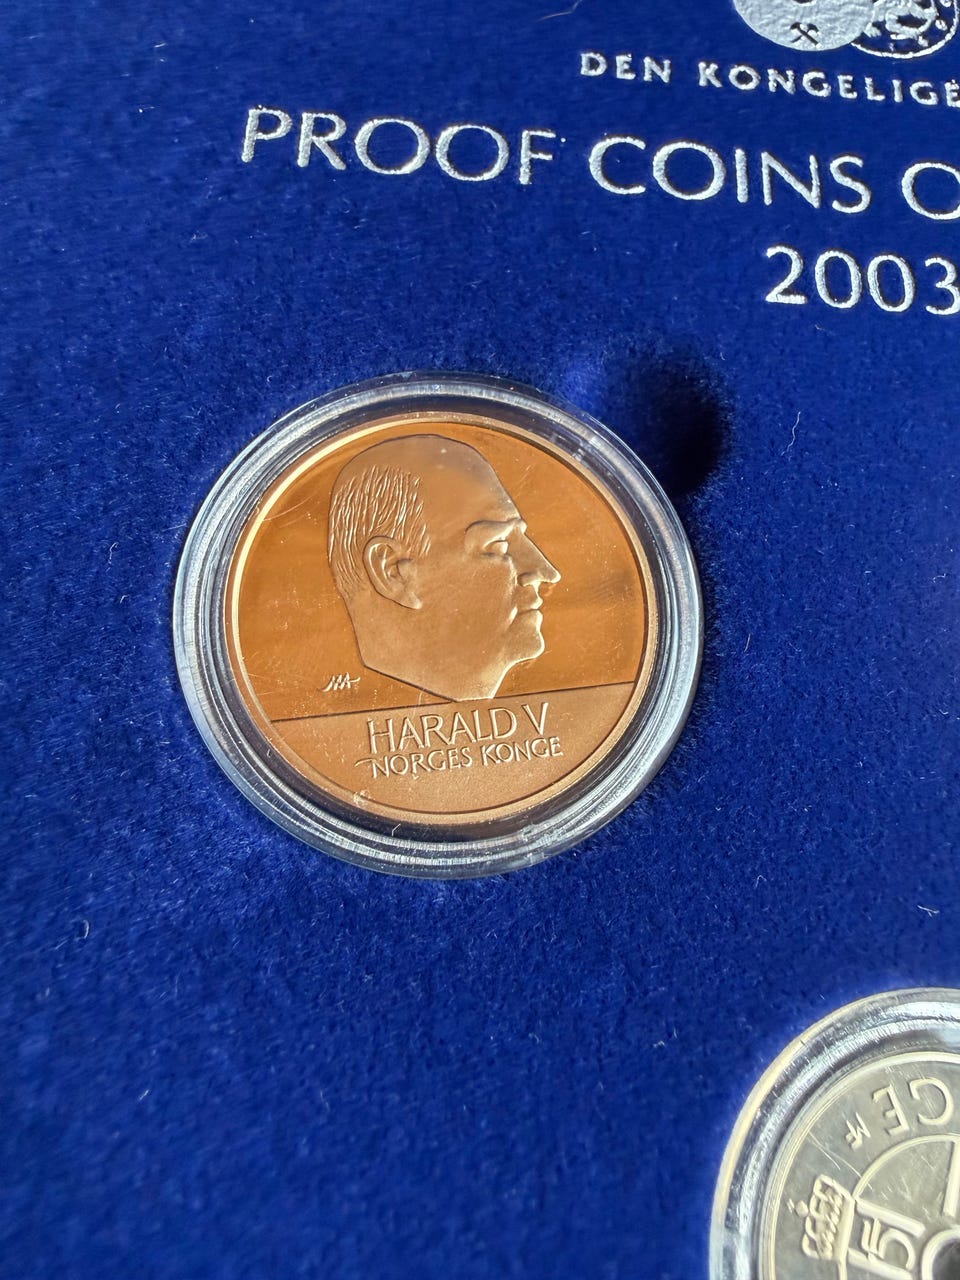 DEN KONGELIGE
PROOF COINS O
2003
HARALD V
NORGES KONGE